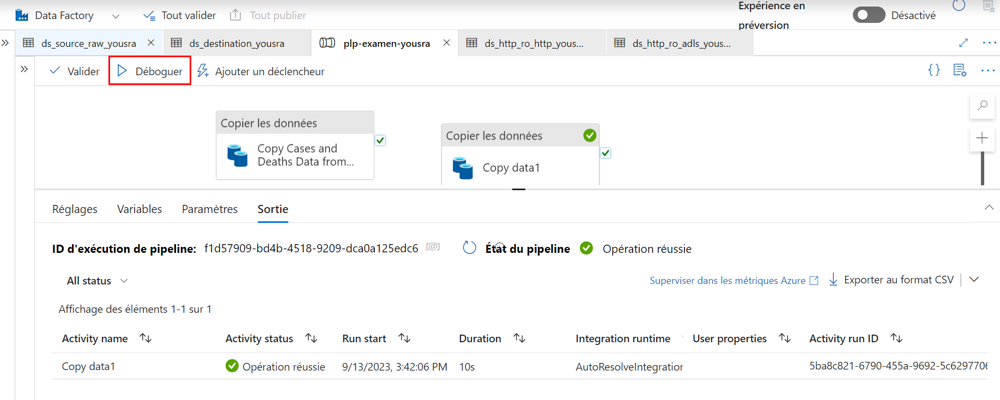 Data Factory
Tout valider
Tout publier
Expérience en
préversion
Désactivé
ds_source_raw_yousra
ds_destination_yousra
plp-examen-yousra
ds_http_ro_http_yous...
ds_http_ro_adls_yous...
Valider
Déboguer
Ajouter un déclencheur
Copier les données
Copy Cases and
Deaths Data from...
Copier les données
Copy data1
Réglages
Variables
Paramètres
Sortie
ID d'exécution de pipeline: f1d57909-bd4b-4518-9209-dca0a125edc6 [@]
État du pipeline
Opération réussie
All status
Superviser dans les métriques Azure
Exporter au format CSV
Affichage des éléments 1-1 sur 1
Activity name
Activity status
Run start
Duration
Integration runtime
User properties
Activity run ID
Copy data1
Opération réussie
9/13/2023, 3:42:06 PM
10s
AutoResolveIntegration
5ba8c821-6790-455a-9692-5c6297706